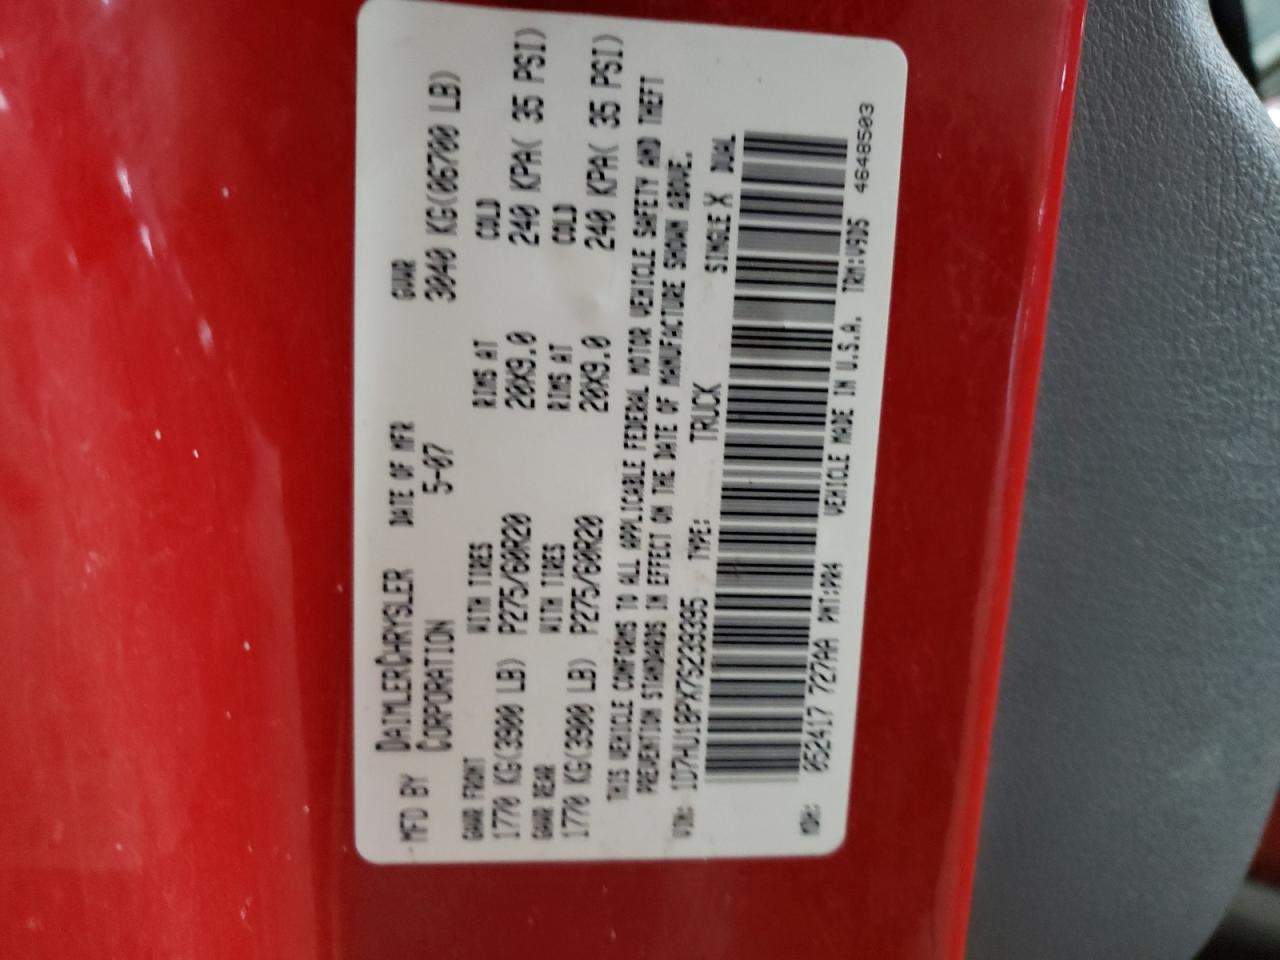 MFD BY DAIMLERCHRYSLER DATE OF MFR GVWR
CORPORATION 5-07 3040 KG(06700 LB)
GAWR FRONT WITH TIRES RIMS AT COLD
1770 KG(3900 LB) P275/60R20 20X9.0 240 KPA( 35 PSI)
GAWR REAR WITH TIRES RIMS AT COLD
1770 KG(3900 LB) P275/60R20 20X9.0 240 KPA( 35 PSI)
THIS VEHICLE CONFORMS TO ALL APPLICABLE FEDERAL MOTOR VEHICLE SAFETY AND THEFT
PREVENTION STANDARDS IN EFFECT ON THE DATE OF MANUFACTURE SHOWN ABOVE.
VIN: 1D7HU18PX7S239395 TYPE: TRUCK SINGLE X DUAL
MDH: 052417 727AA PNT:PR4 VEHICLE MADE IN U.S.A. TRM:V9D5 4648503